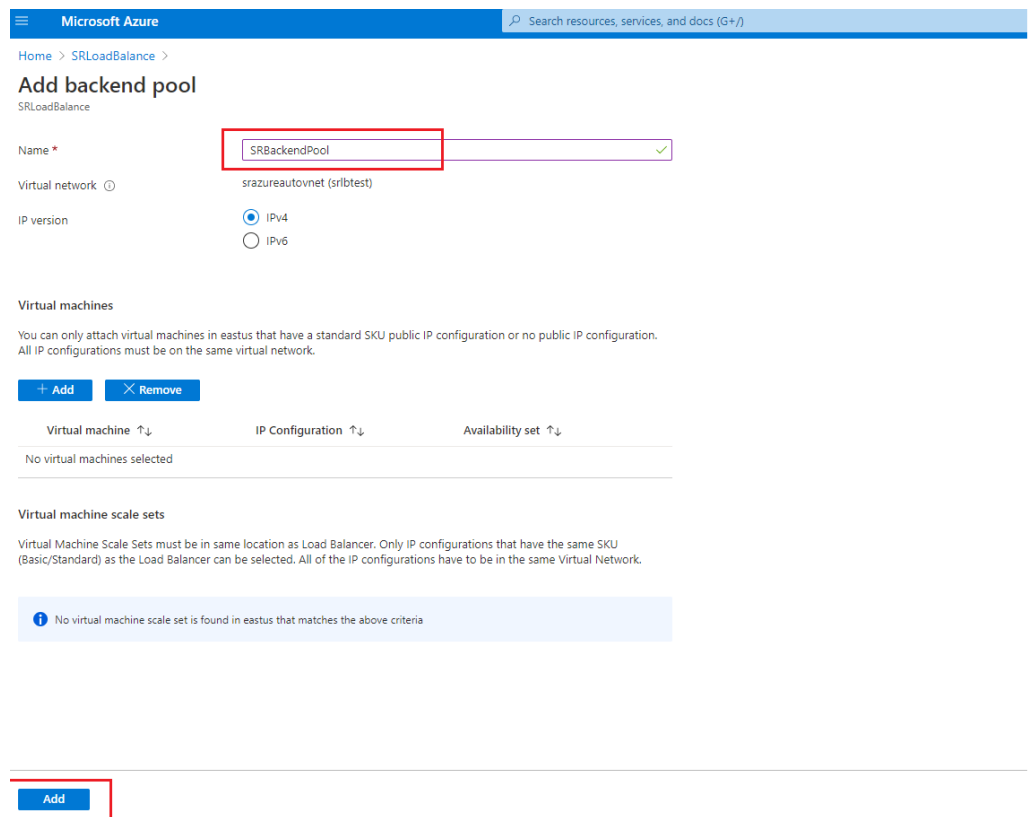 Microsoft Azure
Search resources, services, and docs (G+/)
Home > SRLoadBalance >
Add backend pool
SRLoadBalance
Name *
SRBackendPool
Virtual network
srazureautovnet (srlbtest)
IP version
IPv4
IPv6
Virtual machines
You can only attach virtual machines in eastus that have a standard SKU public IP configuration or no public IP configuration.
All IP configurations must be on the same virtual network.
+ Add
Remove
Virtual machine ↑↓ IP Configuration ↑↓ Availability set ↑↓
No virtual machines selected
Virtual machine scale sets
Virtual Machine Scale Sets must be in same location as Load Balancer. Only IP configurations that have the same SKU
(Basic/Standard) as the Load Balancer can be selected. All of the IP configurations have to be in the same Virtual Network.
No virtual machine scale set is found in eastus that matches the above criteria
Add